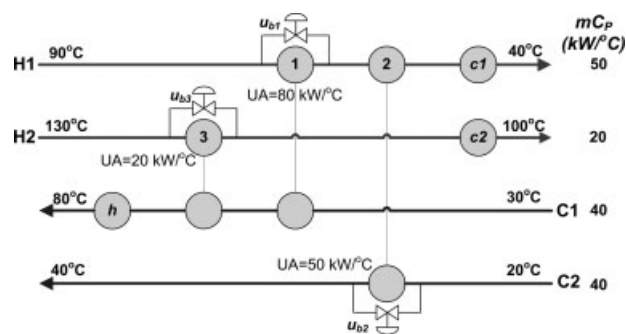 mCP
(kW/°C)
ub1
H1 90°C 1 2 c1 40°C 50
UA=80 kW/°C
ub3
H2 130°C 3 c2 100°C 20
UA=20 kW/°C
80°C h 30°C C1 40
UA=50 kW/°C
40°C 20°C C2 40
ub2